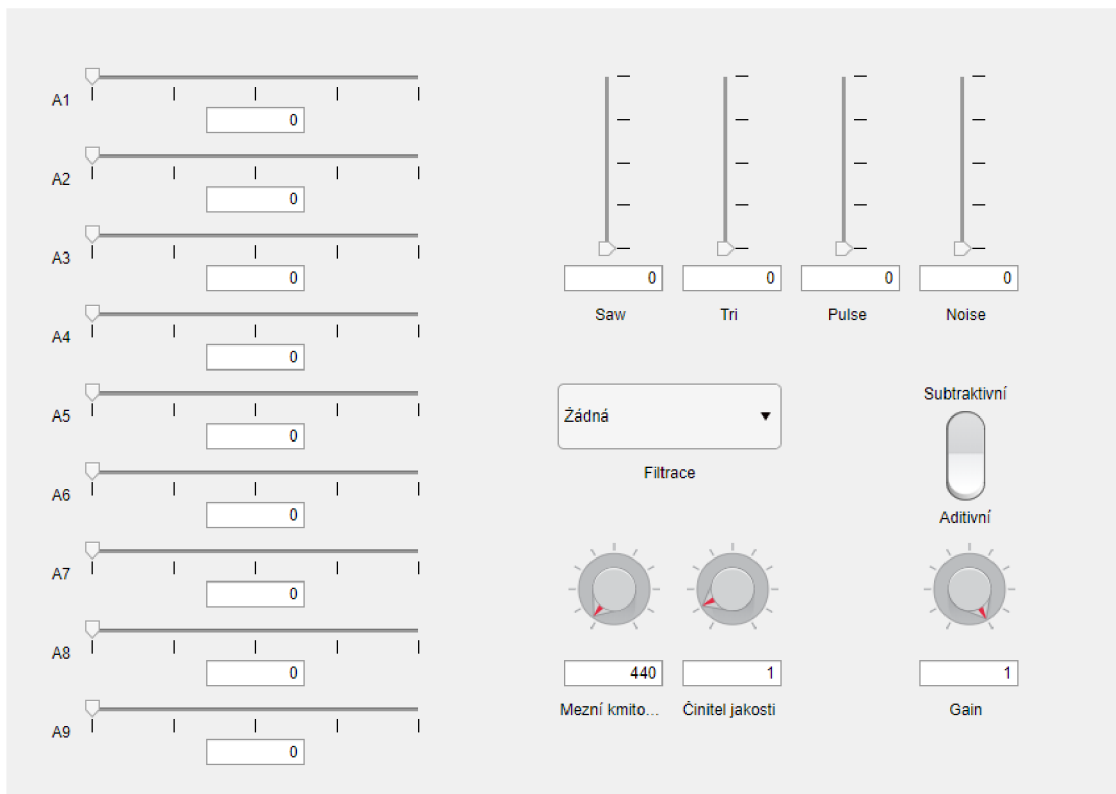 A1
0
A2
0
A3
0
A4
0
A5
0
A6
0
A7
0
A8
0
A9
0
0 0 0 0
Saw Tri Pulse Noise
Žádná
Filtrace
Subtraktivní
Aditivní
440 1 1
Mezní kmito... Činitel jakosti Gain